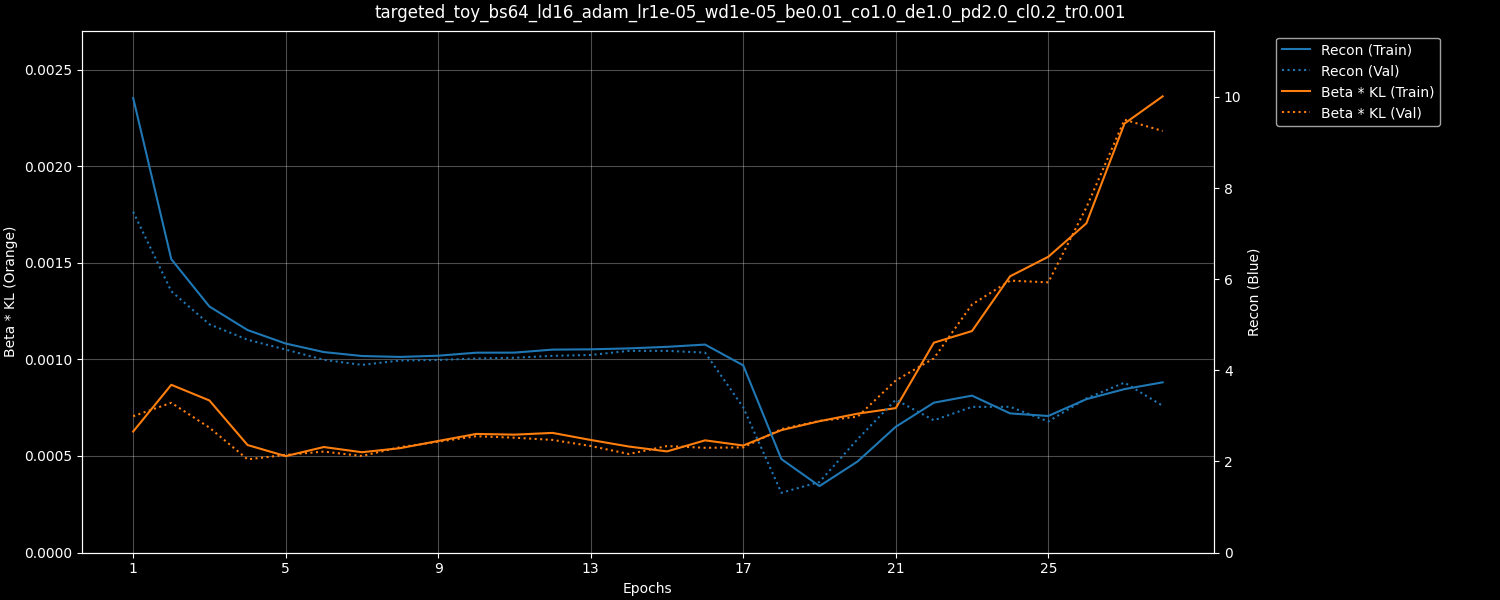 targeted_toy_bs64_ld16_adam_lr1e-05_wd1e-05_be0.01_co1.0_de1.0_pd2.0_cl0.2_tr0.001
Beta * KL (Orange)
0.0025
0.0020
0.0015
0.0010
0.0005
0.0000
1 5 9 13 17 21 25
Epochs
10
8
6
4
2
0
Recon (Blue)
Recon (Train)
Recon (Val)
Beta * KL (Train)
Beta * KL (Val)